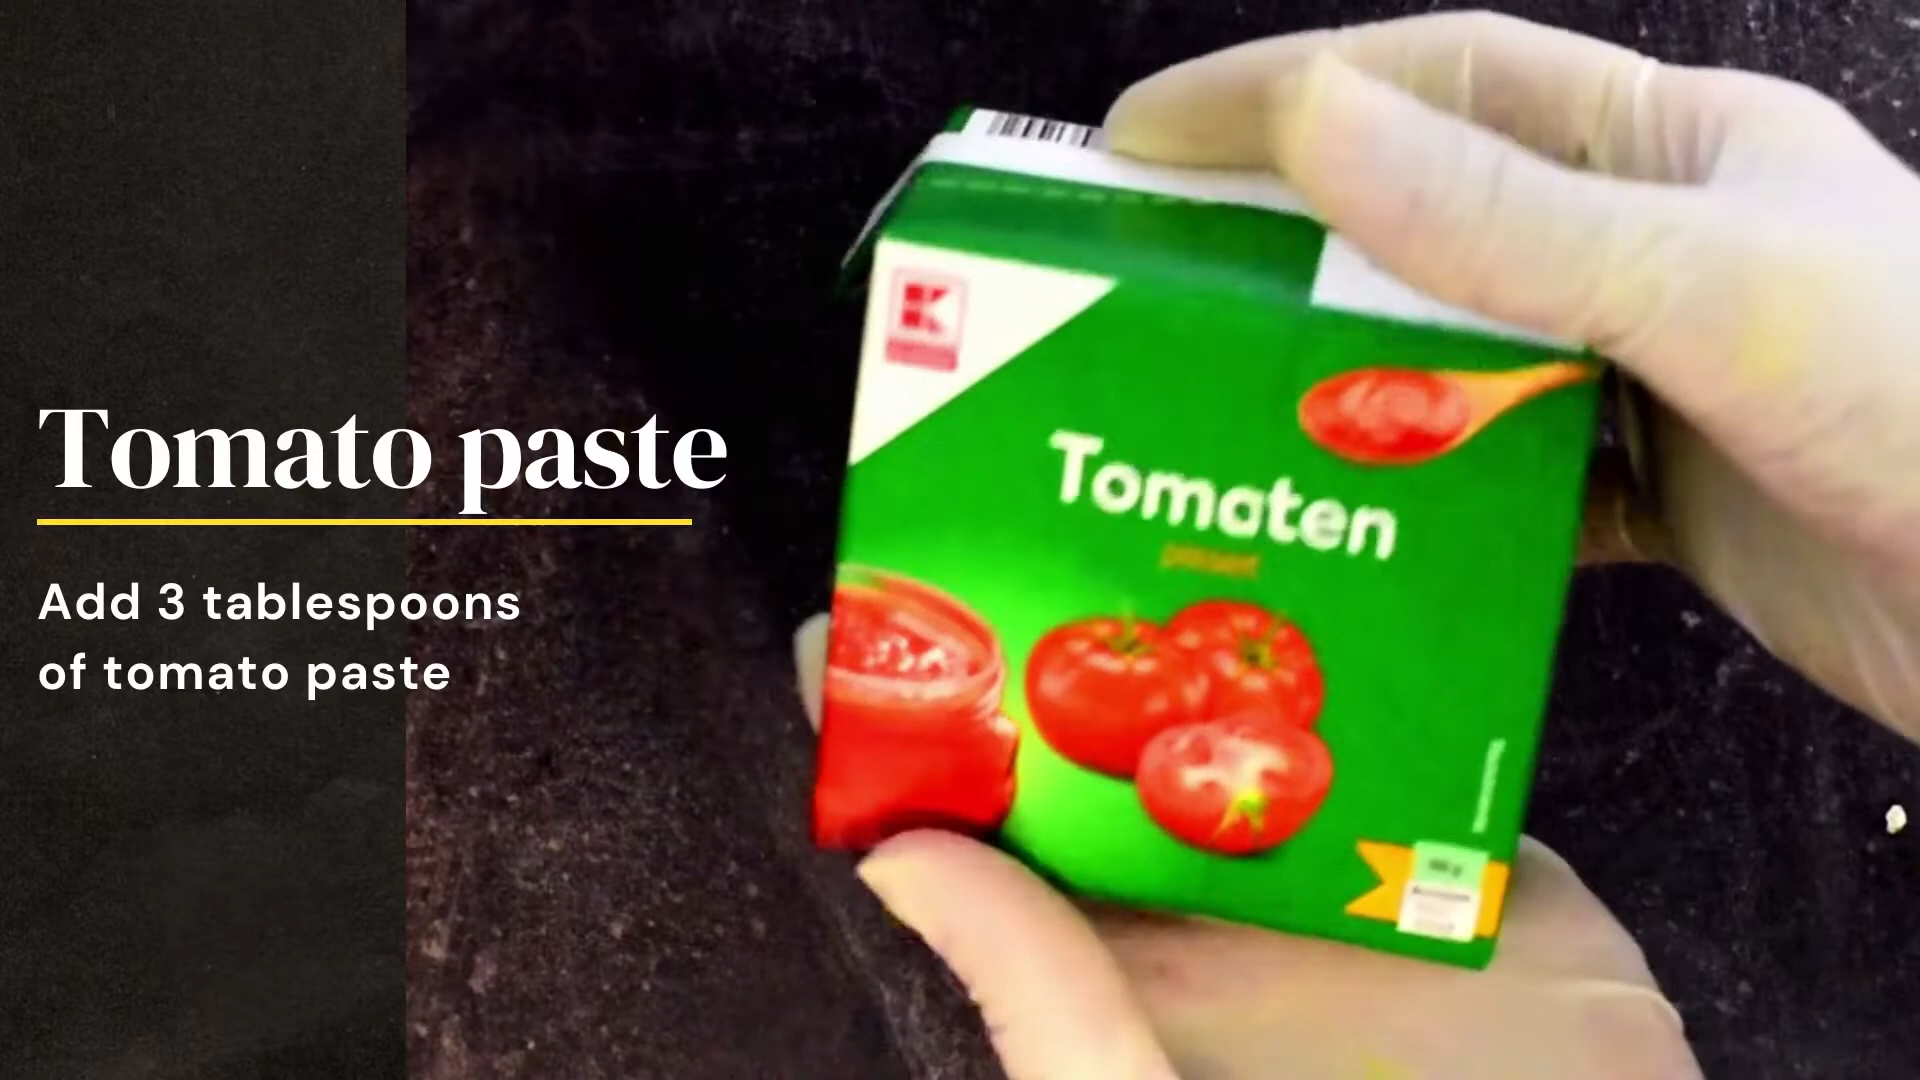 Tomato paste
Add 3 tablespoons
of tomato paste
K
Tomaten